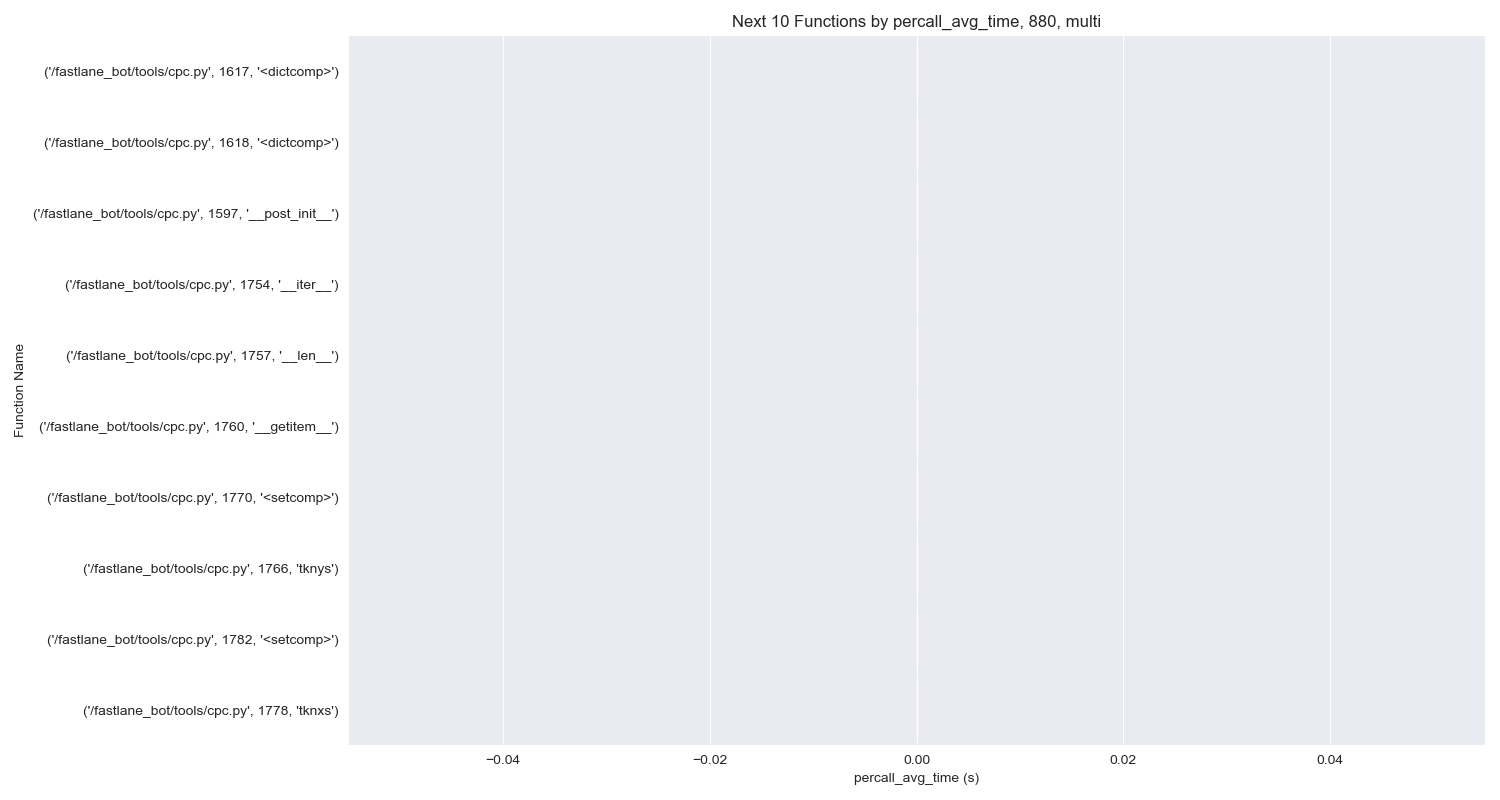 Next 10 Functions by percall_avg_time, 880, multi
('/fastlane_bot/tools/cpc.py', 1617, '<dictcomp>')
('/fastlane_bot/tools/cpc.py', 1618, '<dictcomp>')
('/fastlane_bot/tools/cpc.py', 1597, '__post_init__')
('/fastlane_bot/tools/cpc.py', 1754, '__iter__')
('/fastlane_bot/tools/cpc.py', 1757, '__len__')
('/fastlane_bot/tools/cpc.py', 1760, '__getitem__')
('/fastlane_bot/tools/cpc.py', 1770, '<setcomp>')
('/fastlane_bot/tools/cpc.py', 1766, 'tknys')
('/fastlane_bot/tools/cpc.py', 1782, '<setcomp>')
('/fastlane_bot/tools/cpc.py', 1778, 'tknxs')
Function Name
−0.04 −0.02 0.00 0.02 0.04
percall_avg_time (s)